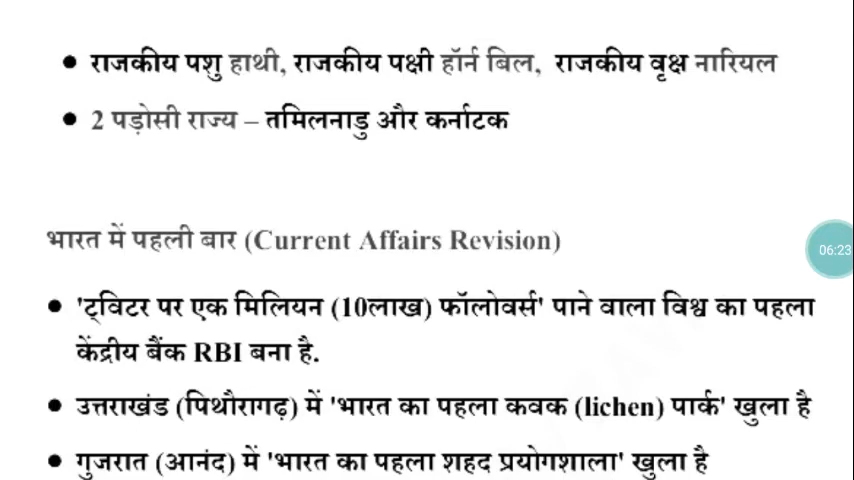 • राजकीय पशु हाथी, राजकीय पक्षी हॉर्न बिल, राजकीय वृक्ष नारियल
• 2 पड़ोसी राज्य – तमिलनाडु और कर्नाटक
भारत में पहली बार (Current Affairs Revision)
06:23
• 'ट्विटर पर एक मिलियन (10लाख) फॉलोवर्स' पाने वाला विश्व का पहला
केंद्रीय बैंक RBI बना है.
• उत्तराखंड (पिथौरागढ़) में 'भारत का पहला कवक (lichen) पार्क' खुला है
• गुजरात (आनंद) में 'भारत का पहला शहद प्रयोगशाला' खुला है